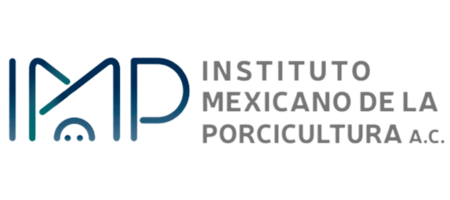 IMP
INSTITUTO
MEXICANO DE LA
PORCICULTURA A.C.